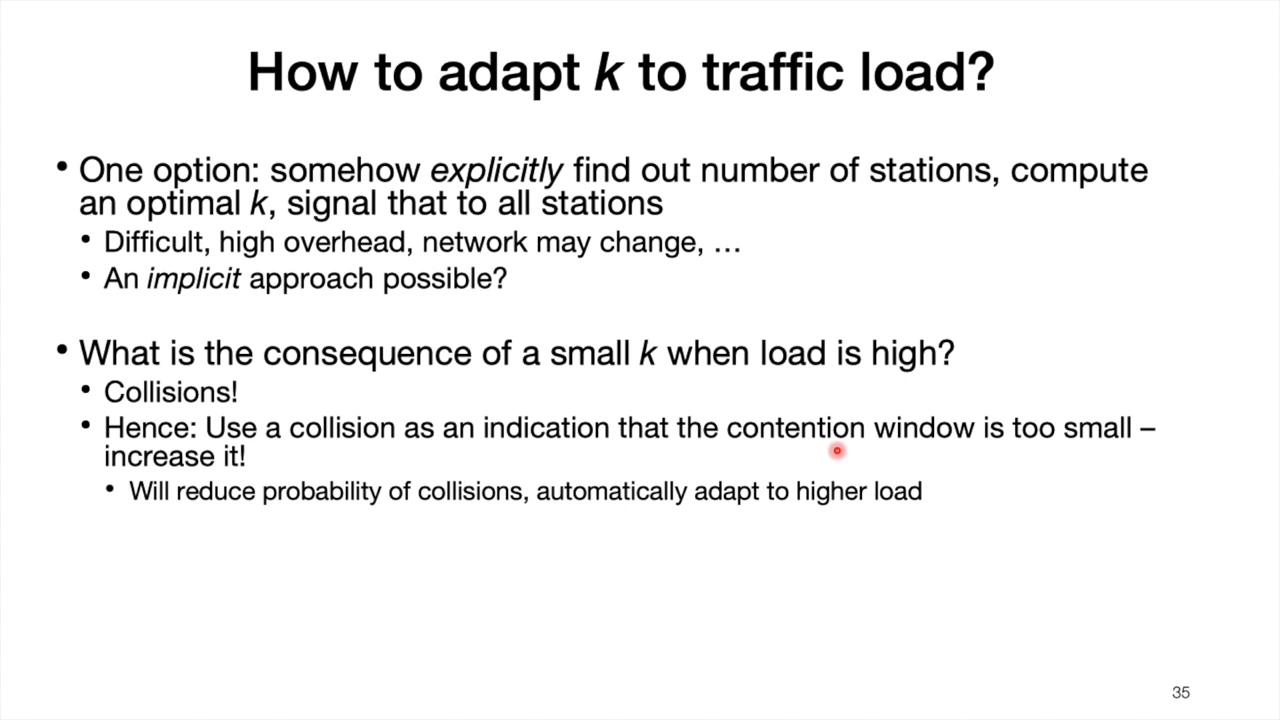 How to adapt k to traffic load?
• One option: somehow explicitly find out number of stations, compute
an optimal k, signal that to all stations
• Difficult, high overhead, network may change, …
• An implicit approach possible?
• What is the consequence of a small k when load is high?
• Collisions!
• Hence: Use a collision as an indication that the contention window is too small –
increase it!
• Will reduce probability of collisions, automatically adapt to higher load
35